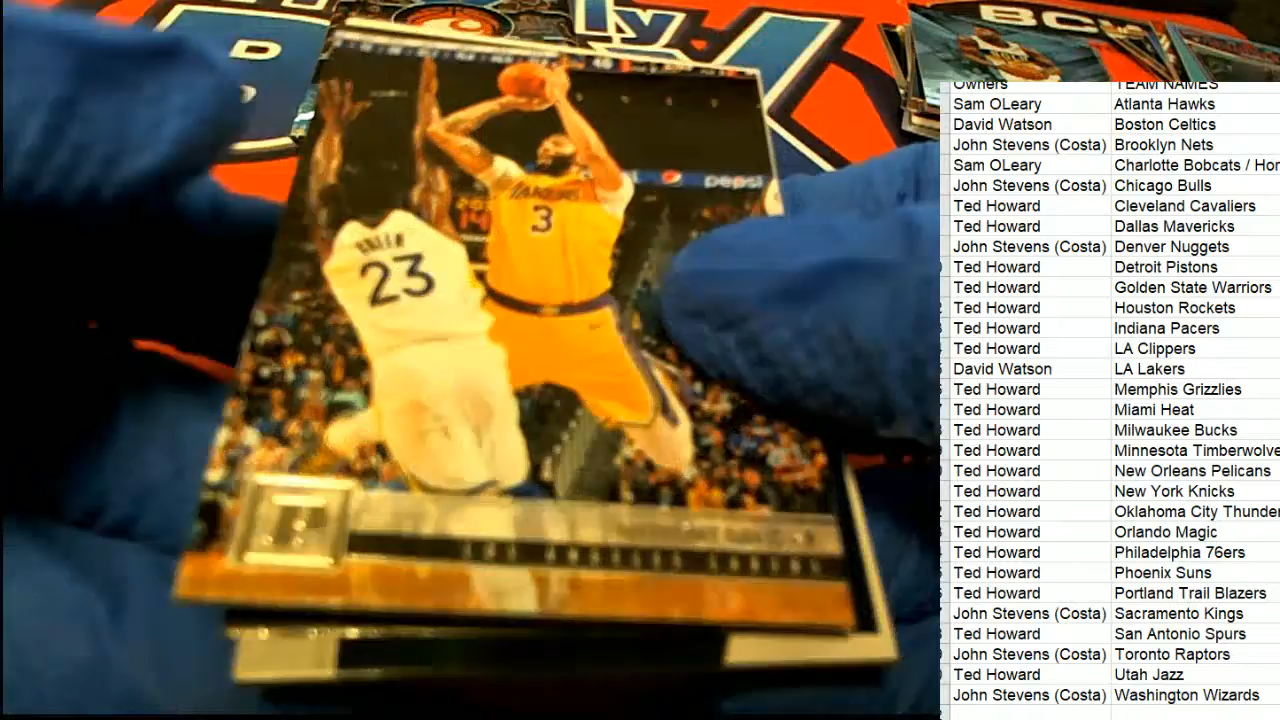 D
BCW
pepsi
LAKERS
3
23
LOS ANGELES LAKERS
Owners TEAM NAMES
Sam OLeary Atlanta Hawks
David Watson Boston Celtics
John Stevens (Costa) Brooklyn Nets
Sam OLeary Charlotte Bobcats / Hor
John Stevens (Costa) Chicago Bulls
Ted Howard Cleveland Cavaliers
Ted Howard Dallas Mavericks
John Stevens (Costa) Denver Nuggets
Ted Howard Detroit Pistons
Ted Howard Golden State Warriors
Ted Howard Houston Rockets
Ted Howard Indiana Pacers
Ted Howard LA Clippers
David Watson LA Lakers
Ted Howard Memphis Grizzlies
Ted Howard Miami Heat
Ted Howard Milwaukee Bucks
Ted Howard Minnesota Timberwolve
Ted Howard New Orleans Pelicans
Ted Howard New York Knicks
Ted Howard Oklahoma City Thunder
Ted Howard Orlando Magic
Ted Howard Philadelphia 76ers
Ted Howard Phoenix Suns
Ted Howard Portland Trail Blazers
John Stevens (Costa) Sacramento Kings
Ted Howard San Antonio Spurs
John Stevens (Costa) Toronto Raptors
Ted Howard Utah Jazz
John Stevens (Costa) Washington Wizards